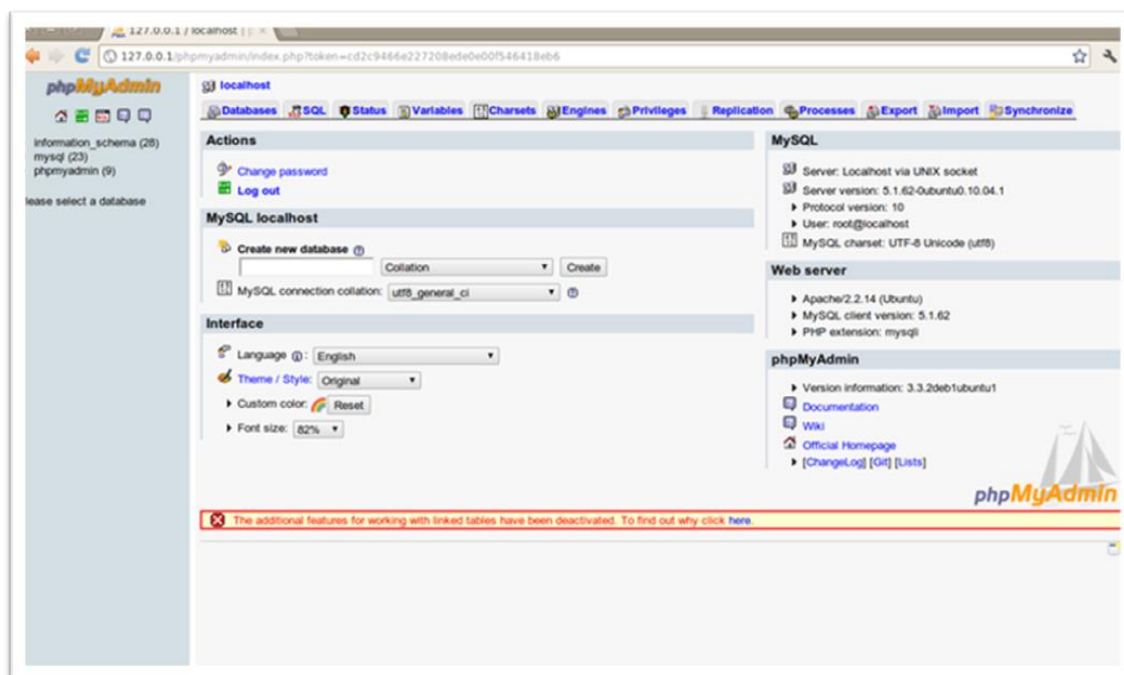 127.0.0.1 / localhost | p ×
127.0.0.1/phpmyadmin/index.php?token=cd2c9466e227208ede0e00f546418eb6
phpMyAdmin
information_schema (28)
mysql (23)
phpmyadmin (9)
lease select a database
localhost
Databases SQL Status Variables Charsets Engines Privileges Replication Processes Export Import Synchronize
Actions
Change password
Log out
MySQL localhost
Create new database
Collation Create
MySQL connection collation: utf8_general_ci
Interface
Language : English
Theme / Style: Original
Custom color: Reset
Font size: 82%
MySQL
Server: Localhost via UNIX socket
Server version: 5.1.62-0ubuntu0.10.04.1
Protocol version: 10
User: root@localhost
MySQL charset: UTF-8 Unicode (utf8)
Web server
Apache/2.2.14 (Ubuntu)
MySQL client version: 5.1.62
PHP extension: mysqli
phpMyAdmin
Version information: 3.3.2deb1ubuntu1
Documentation
Wiki
Official Homepage
[ChangeLog] [Git] [Lists]
phpMyAdmin
The additional features for working with linked tables have been deactivated. To find out why click here.